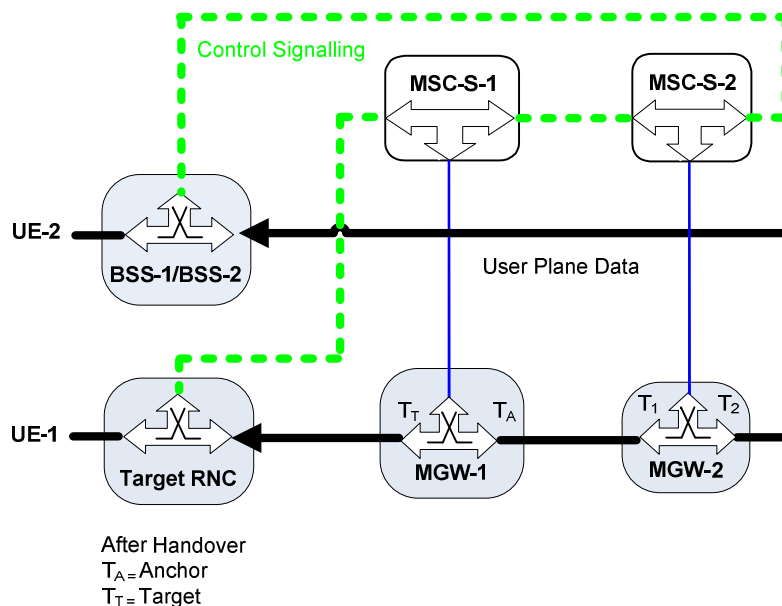 Control Signalling
MSC-S-1
MSC-S-2
UE-2
BSS-1/BSS-2
User Plane Data
UE-1
Target RNC
TT
TA
MGW-1
T1
T2
MGW-2
After Handover
TA=Anchor
TT=Target